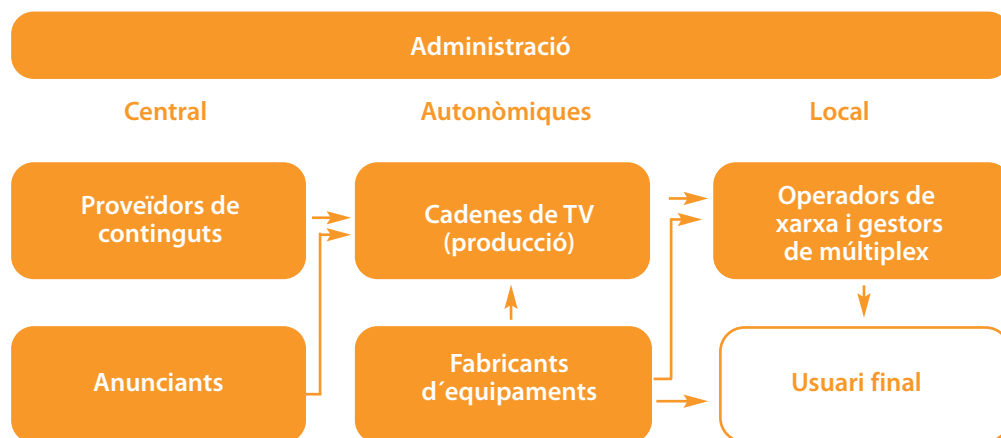 Administració
Central
Autonòmiques
Local
Proveïdors de
continguts
Cadenes de TV
(producció)
Operadors de
xarxa i gestors
de múltiplex
Anunciants
Fabricants
d´equipaments
Usuari final